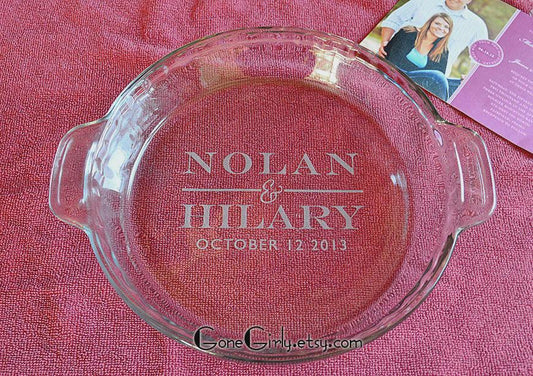 NOLAN
&
HILARY
OCTOBER 12 2013
GoneGirly.etsy.com